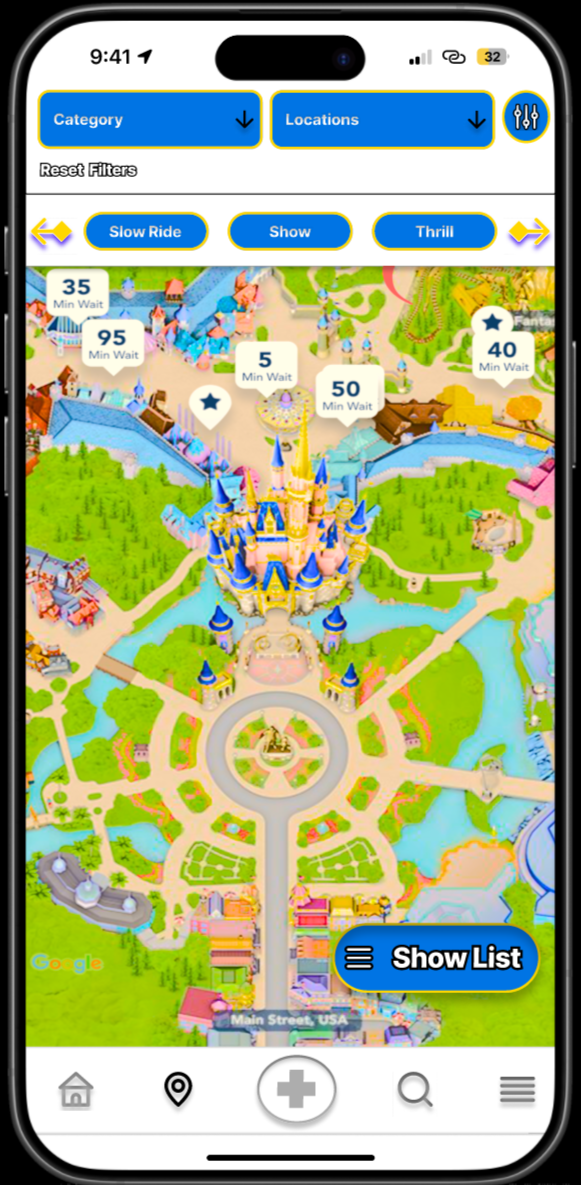 9:41
32
Category
Locations
Reset Filters
Slow Ride
Show
Thrill
35
Min Wait
95
Min Wait
5
Min Wait
50
Min Wait
Fantas
40
Min Wait
Show List
Google
Main Street, USA